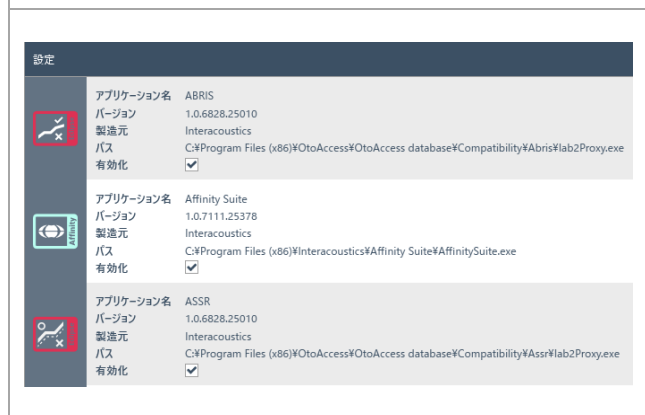 設定
アプリケーション名 ABRIS
バージョン 1.0.6828.25010
製造元 Interacoustics
パス C:¥Program Files (x86)¥OtoAccess¥OtoAccess database¥Compatibility¥Abris¥lab2Proxy.exe
有効化
Affinity
アプリケーション名 Affinity Suite
バージョン 1.0.7111.25378
製造元 Interacoustics
パス C:¥Program Files (x86)¥Interacoustics¥Affinity Suite¥AffinitySuite.exe
有効化
アプリケーション名 ASSR
バージョン 1.0.6828.25010
製造元 Interacoustics
パス C:¥Program Files (x86)¥OtoAccess¥OtoAccess database¥Compatibility¥Assr¥lab2Proxy.exe
有効化